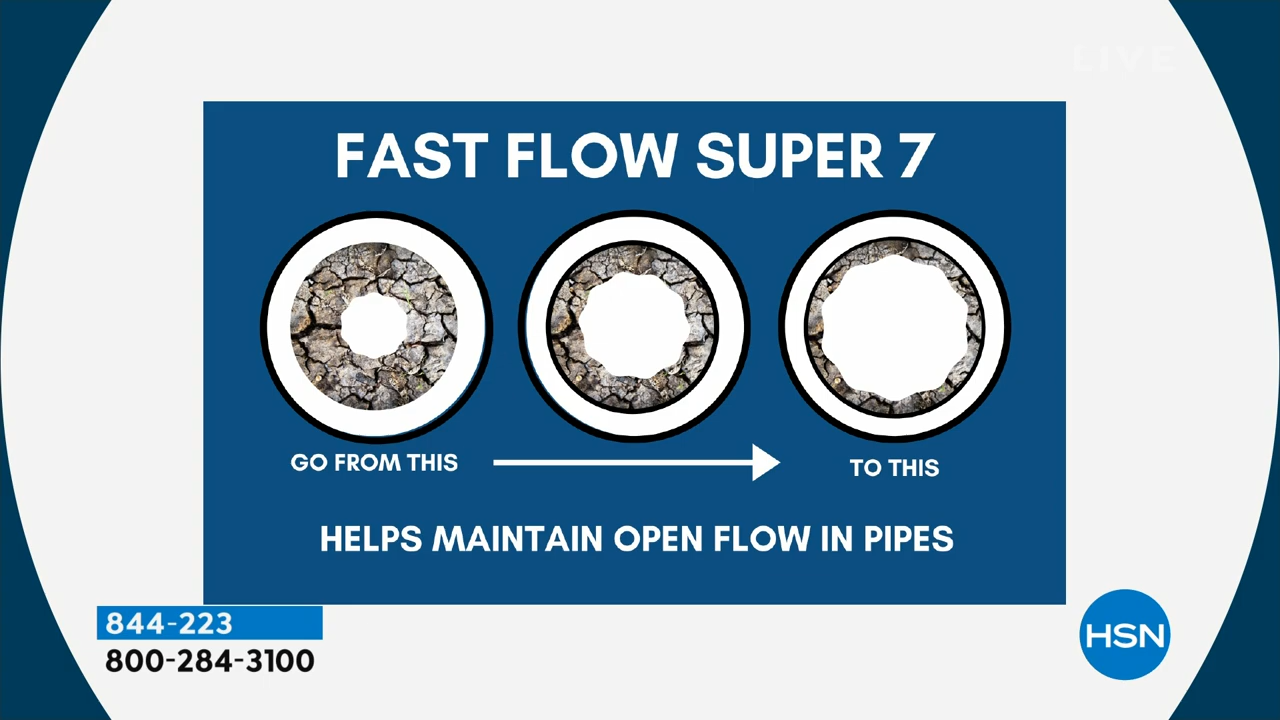 LIVE
FAST FLOW SUPER 7
GO FROM THIS
TO THIS
HELPS MAINTAIN OPEN FLOW IN PIPES
844-223
800-284-3100
HSN